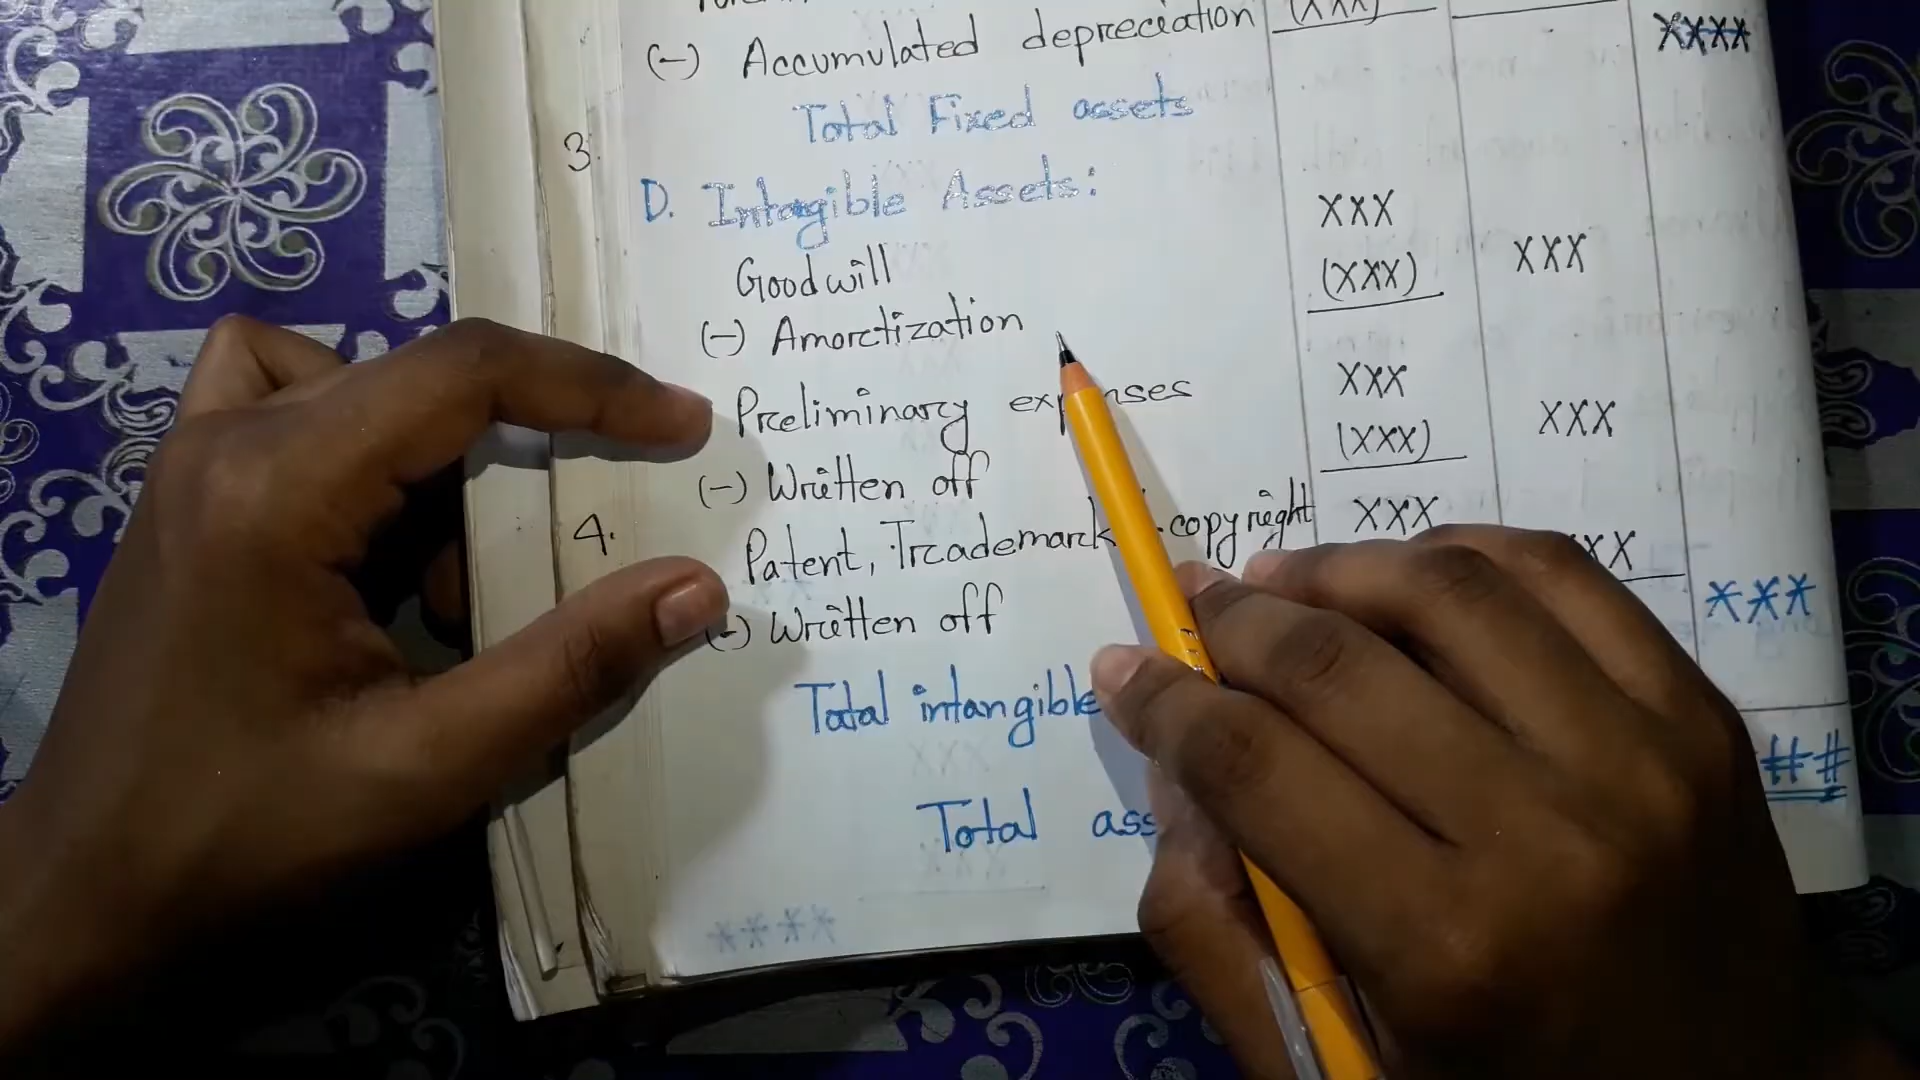 (-) Accumulated depreciation (XXX) XXXX
Total Fixed assets
3.
D. Intangible Assets: XXX
Goodwill (XXX) XXX
(-) Amortization
Preliminary expenses XXX
(-) Written off (XXX) XXX
4.
Patent, Trademark copyright XXX
(-) Written off ***
Total intangible
Total ##